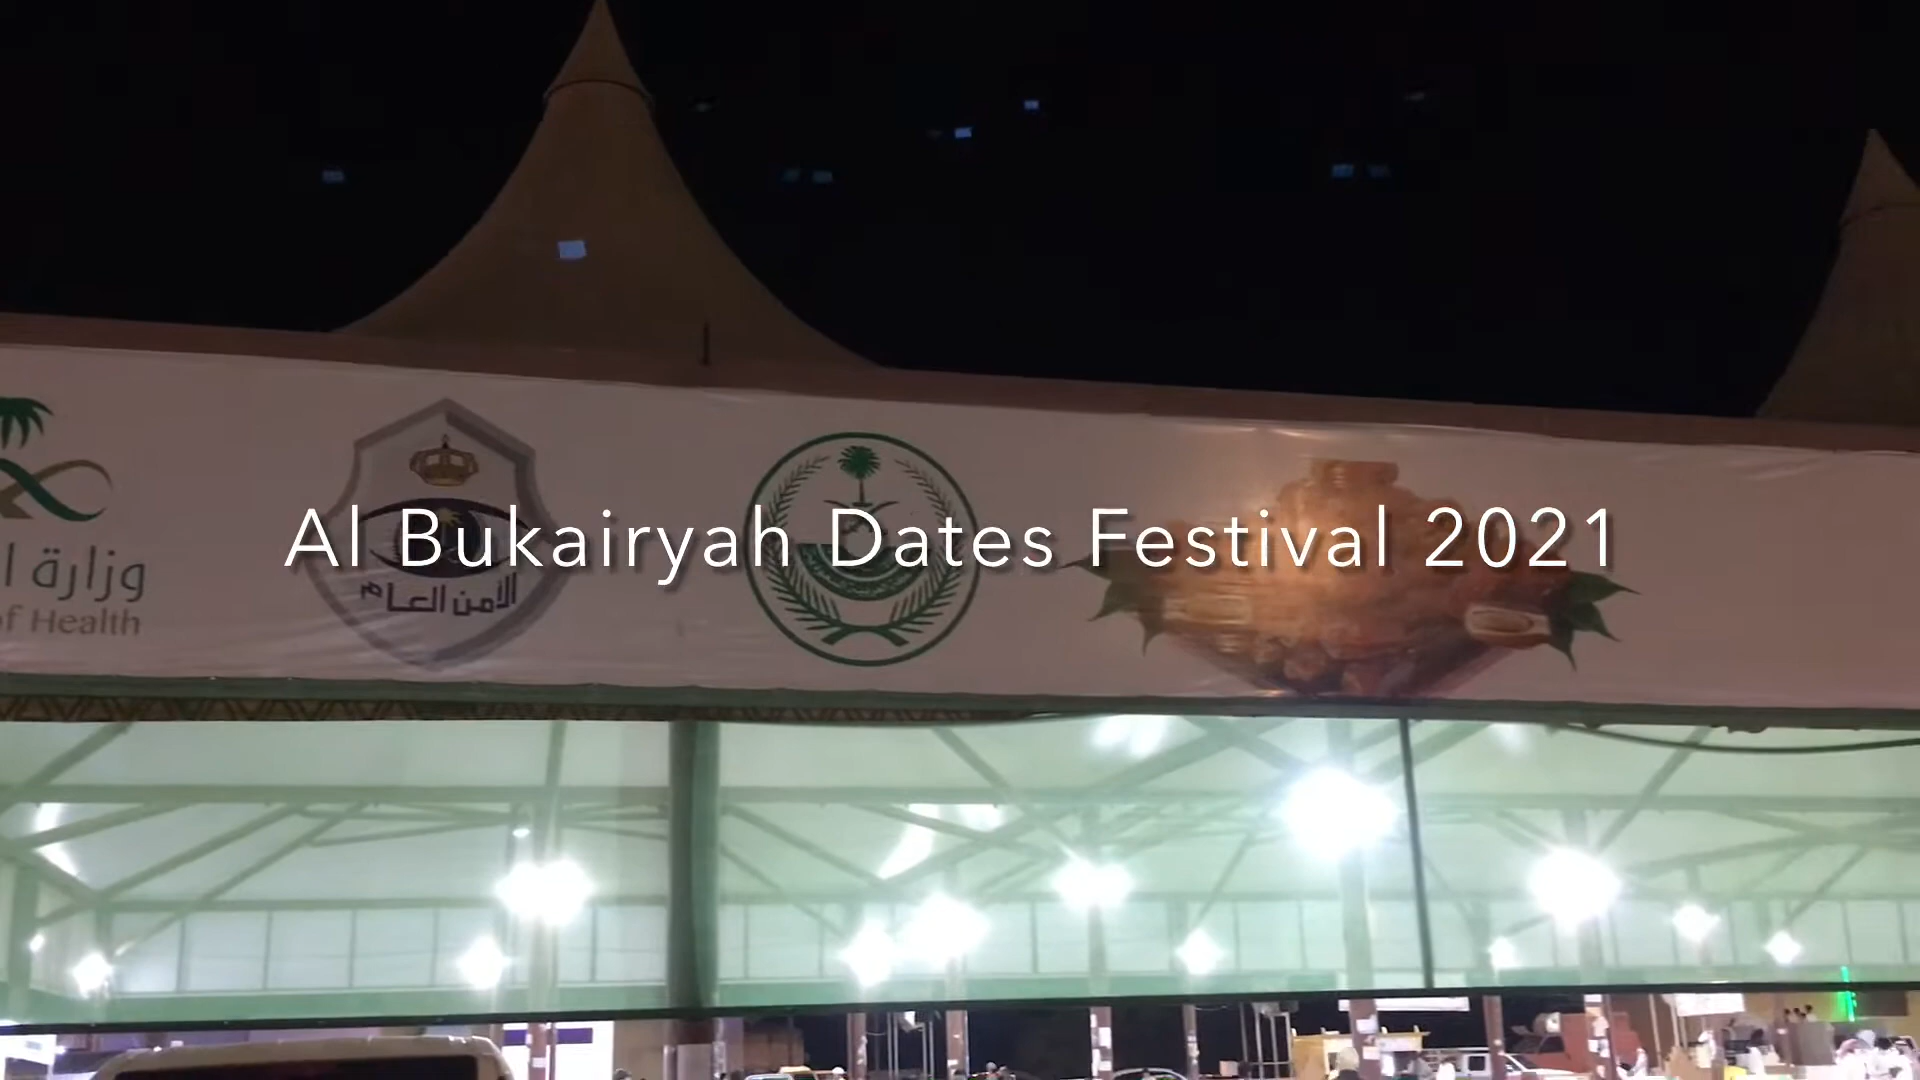 Al Bukairyah Dates Festival 2021
وزارة
of Health
الأمن العام